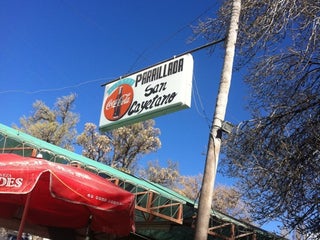 PARRILLADA
San
Cayetano
Coca-Cola
DES